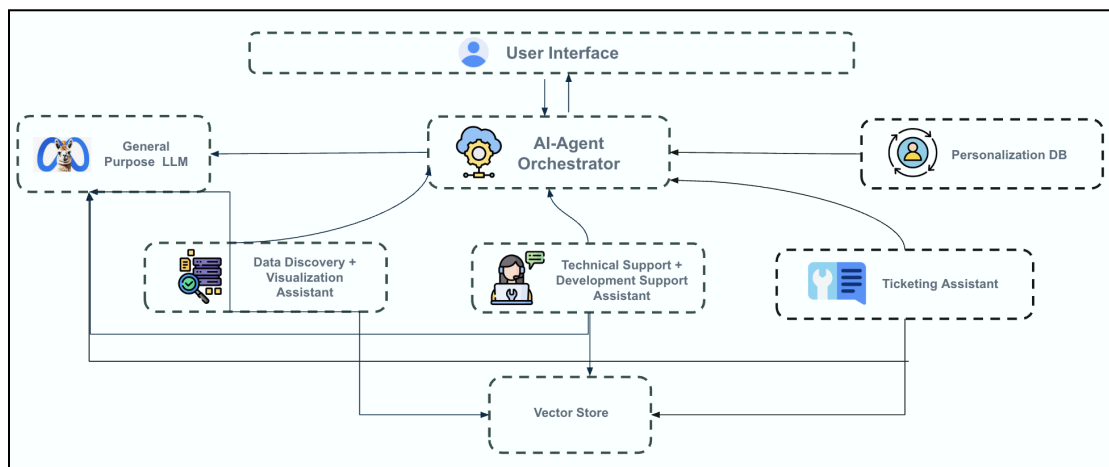 User Interface
General
Purpose LLM
AI-Agent
Orchestrator
Personalization DB
Data Discovery +
Visualization
Assistant
Technical Support +
Development Support
Assistant
Ticketing Assistant
Vector Store